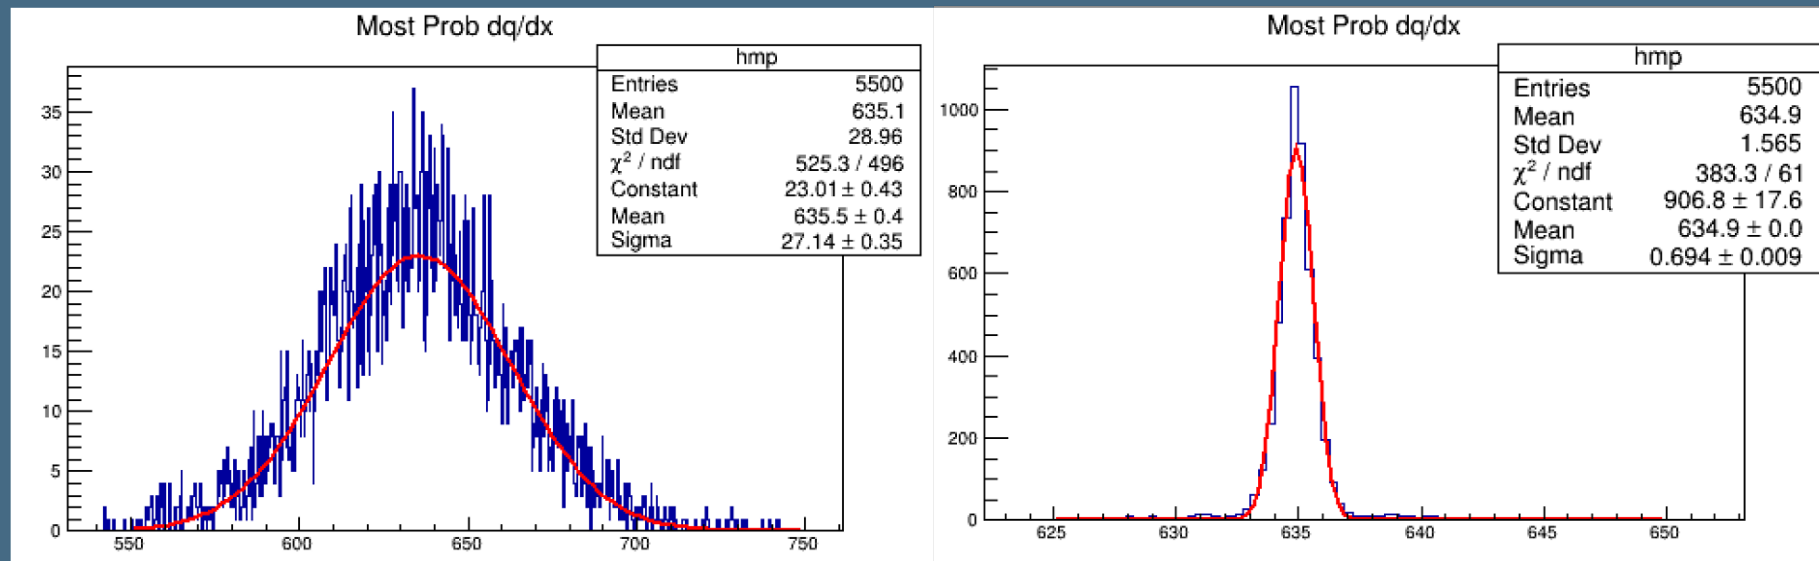 Most Prob dq/dx
hmp
Entries 5500
Mean 635.1
Std Dev 28.96
χ² / ndf 525.3 / 496
Constant 23.01 ± 0.43
Mean 635.5 ± 0.4
Sigma 27.14 ± 0.35
35
30
25
20
15
10
5
0
550 600 650 700 750
Most Prob dq/dx
hmp
Entries 5500
Mean 634.9
Std Dev 1.565
χ² / ndf 383.3 / 61
Constant 906.8 ± 17.6
Mean 634.9 ± 0.0
Sigma 0.694 ± 0.009
1000
800
600
400
200
0
625 630 635 640 645 650